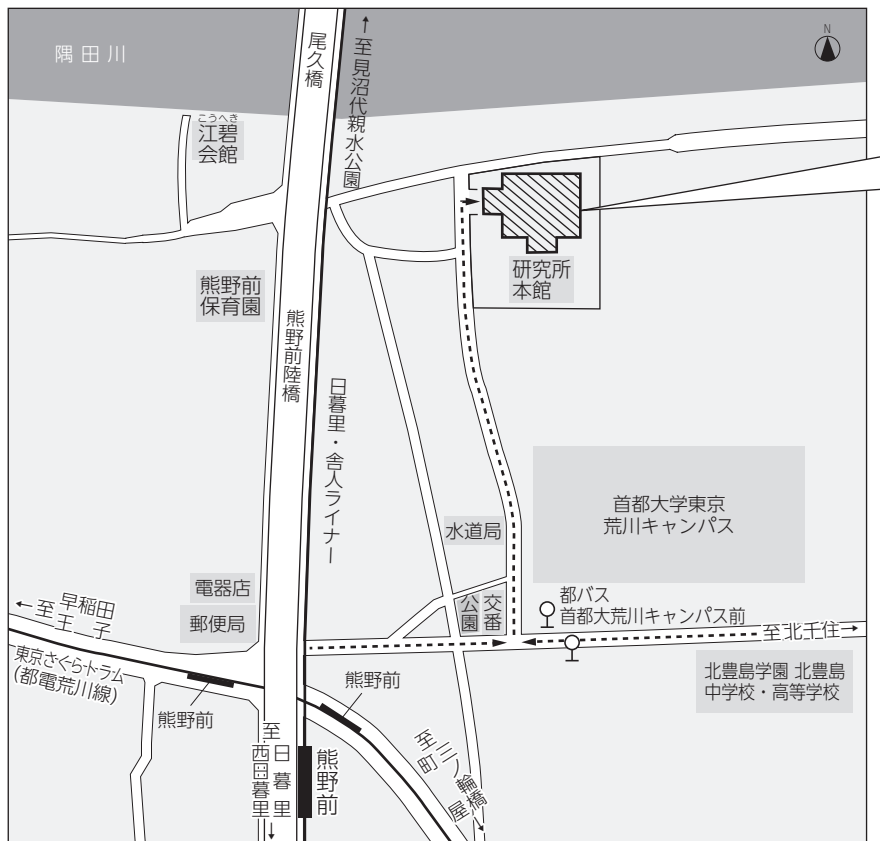 隅田川
N
尾久橋
↑至見沼代親水公園
こうへき
江碧
会館
熊野前
保育園
熊野前陸橋
日暮里・舎人ライナー
研究所
本館
首都大学東京
荒川キャンパス
水道局
電器店
郵便局
公園
交番
都バス
首都大荒川キャンパス前
至北千住→
北豊島学園 北豊島
中学校・高等学校
←至 早稲田
王子
東京さくらトラム
(都電荒川線)
熊野前
熊野前
熊野前
至 日暮里
西日暮里
↓
至 三ノ輪橋
町屋
↓